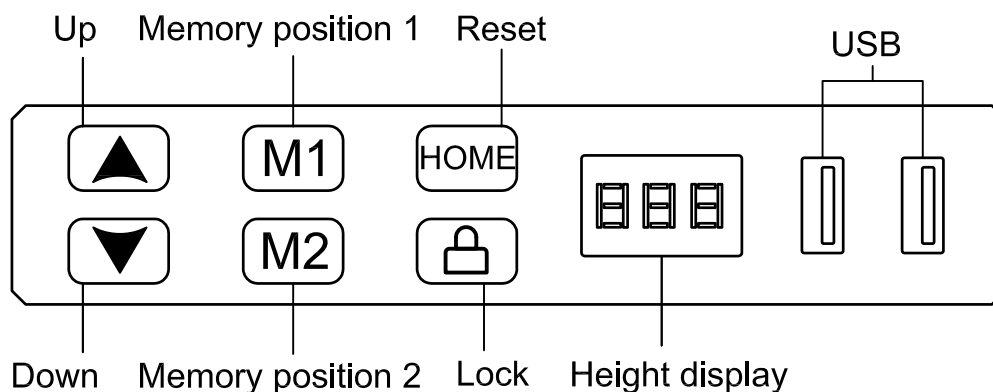 Up Memory position 1 Reset
USB
M1 HOME
M2
Down Memory position 2 Lock Height display